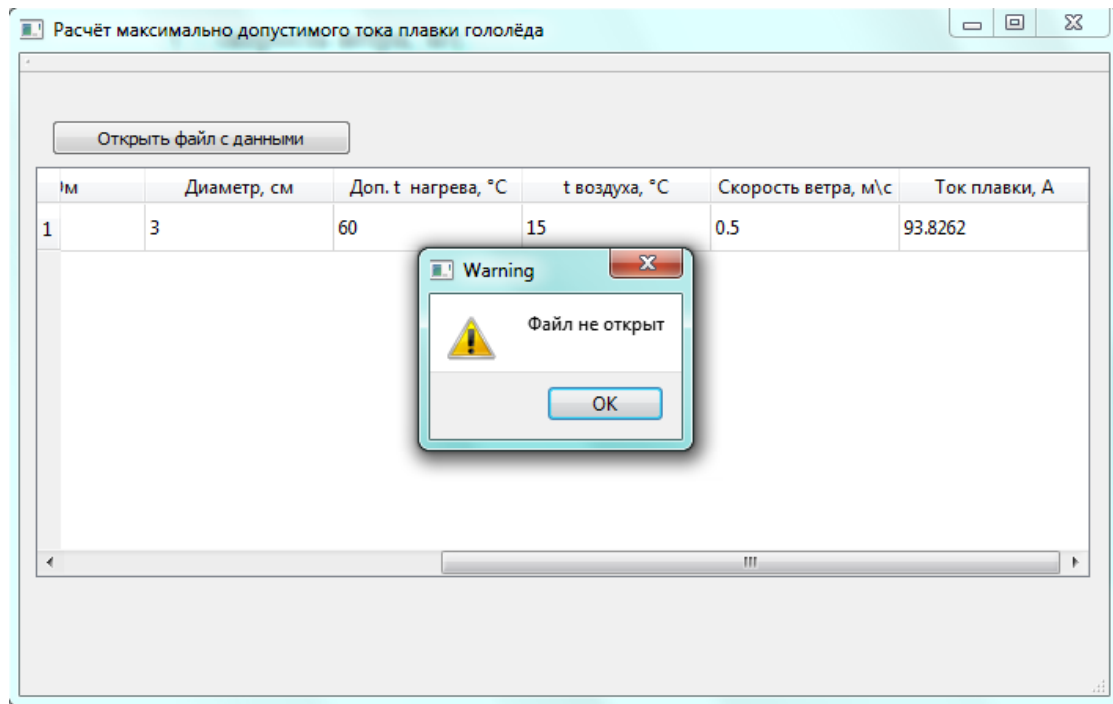 Расчёт максимально допустимого тока плавки гололёда
Открыть файл с данными
Ом Диаметр, см Доп. t нагрева, °C t воздуха, °C Скорость ветра, м\с Ток плавки, А
1 3 60 15 0.5 93.8262
Warning
Файл не открыт
OK